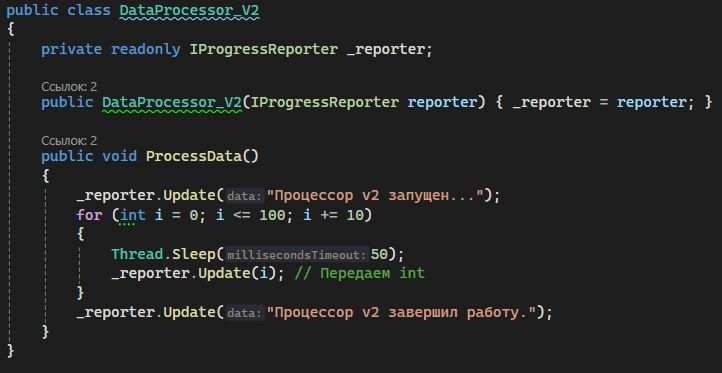 public class DataProcessor_V2
{
private readonly IProgressReporter _reporter;
Ссылок: 2
public DataProcessor_V2(IProgressReporter reporter) { _reporter = reporter; }
Ссылок: 2
public void ProcessData()
{
_reporter.Update(data:"Процессор v2 запущен...");
for (int i = 0; i <= 100; i += 10)
{
Thread.Sleep(millisecondsTimeout:50);
_reporter.Update(i); // Передаем int
}
_reporter.Update(data:"Процессор v2 завершил работу.");
}
}